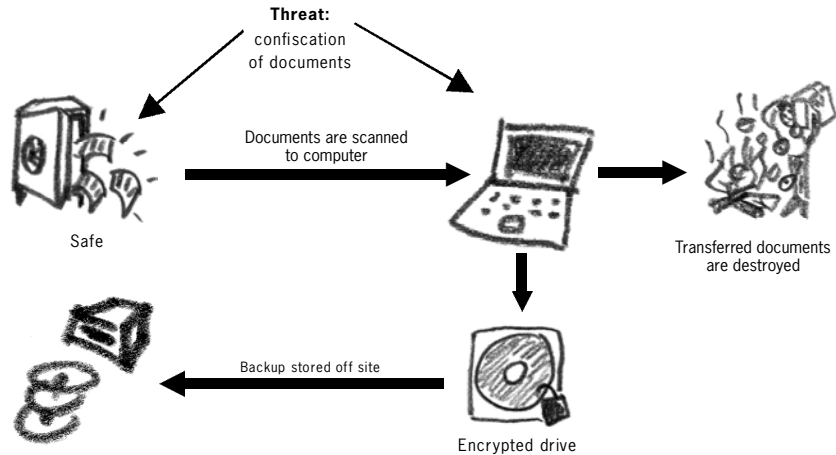 Threat:
confiscation
of documents
Documents are scanned
to computer
Safe
Transferred documents
are destroyed
Backup stored off site
Encrypted drive